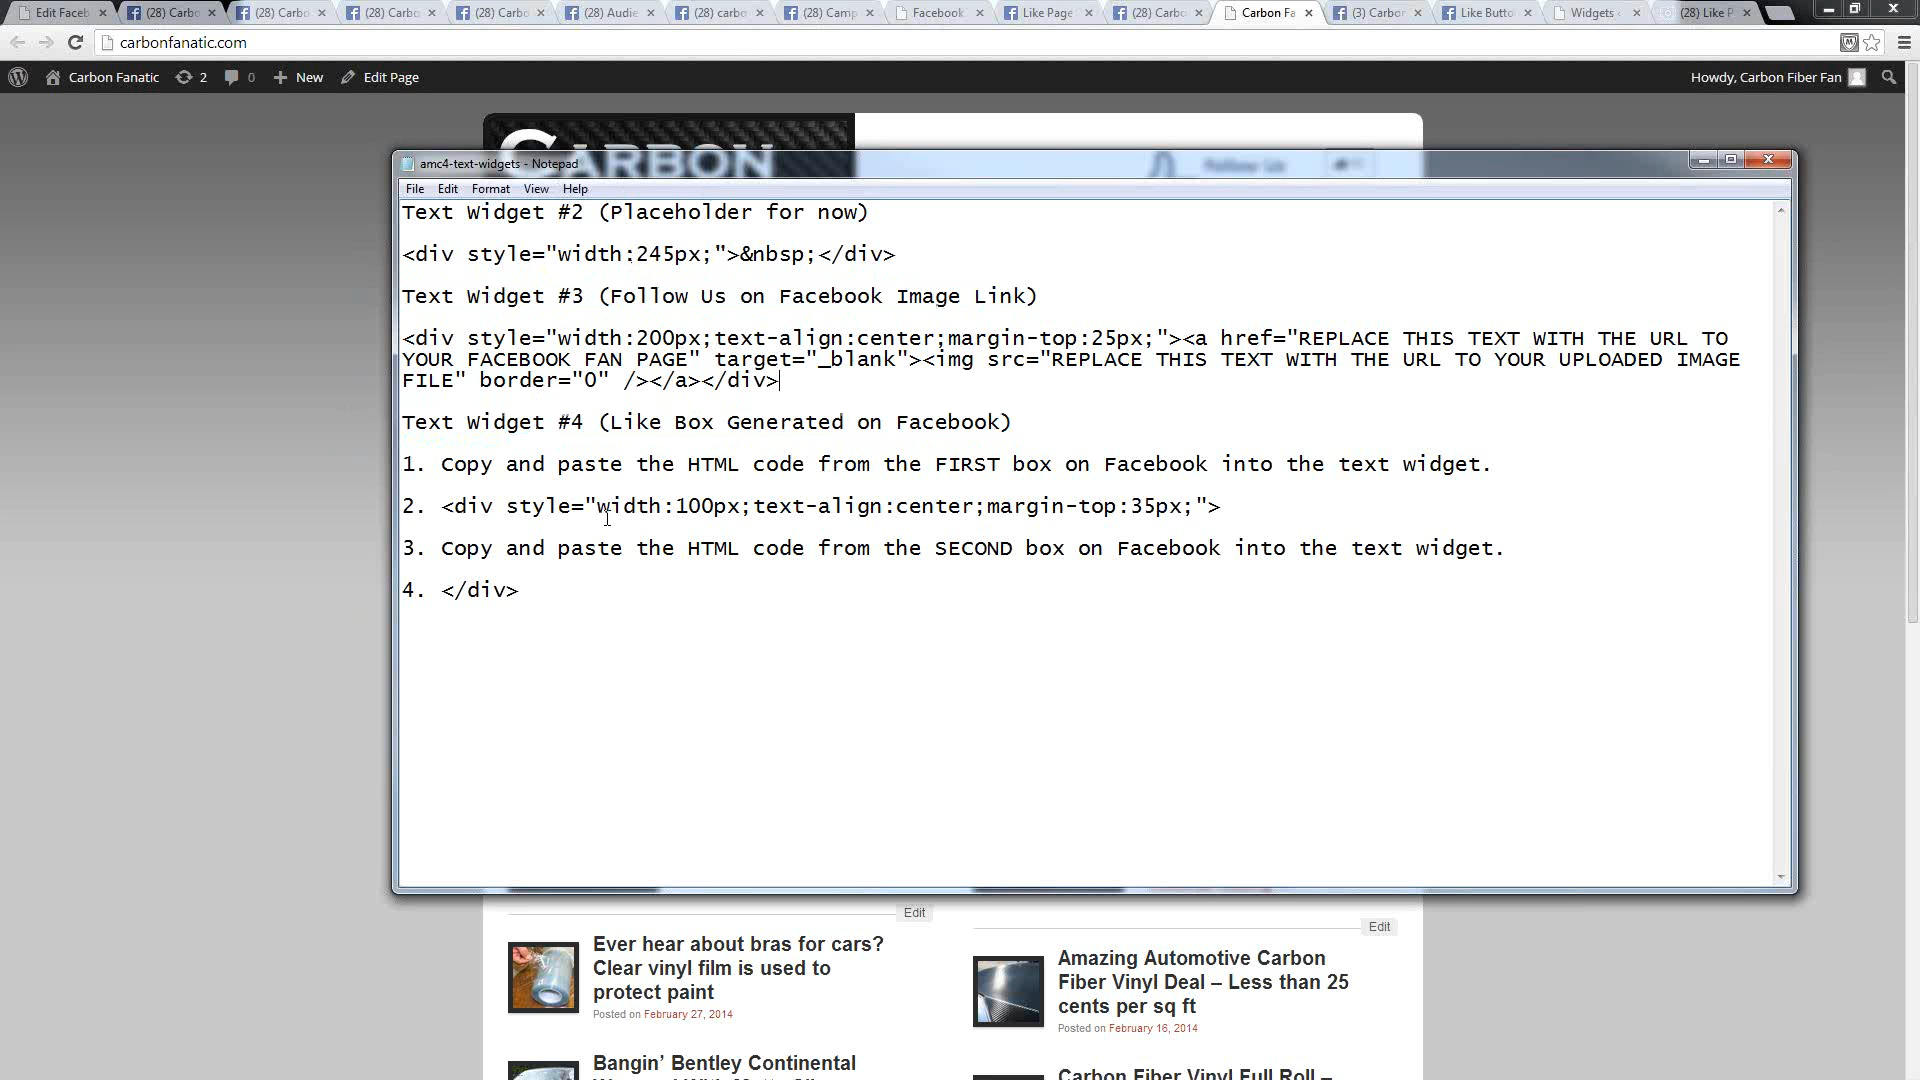 Edit Faceb
(28) Carbo
(28) Carbo
(28) Carbo
(28) Carbo
(28) Audie
(28) carbo
(28) Camp
Facebook
Like Page
(28) Carbo
Carbon Fa
(3) Carbor
Like Butto
Widgets
(28) Like P
carbonfanatic.com
Carbon Fanatic
2
0
New
Edit Page
Howdy, Carbon Fiber Fan
CARBON
Follow Us
amc4-text-widgets - Notepad
File Edit Format View Help
Text Widget #2 (Placeholder for now)
<div style="width:245px;">&nbsp;</div>
Text Widget #3 (Follow Us on Facebook Image Link)
<div style="width:200px;text-align:center;margin-top:25px;"><a href="REPLACE THIS TEXT WITH THE URL TO
YOUR FACEBOOK FAN PAGE" target="_blank"><img src="REPLACE THIS TEXT WITH THE URL TO YOUR UPLOADED IMAGE
FILE" border="0" /></a></div>
Text Widget #4 (Like Box Generated on Facebook)
1. Copy and paste the HTML code from the FIRST box on Facebook into the text widget.
2. <div style="width:100px;text-align:center;margin-top:35px;">
3. Copy and paste the HTML code from the SECOND box on Facebook into the text widget.
4. </div>
Edit
Ever hear about bras for cars?
Clear vinyl film is used to
protect paint
Posted on February 27, 2014
Bangin’ Bentley Continental
Edit
Amazing Automotive Carbon
Fiber Vinyl Deal – Less than 25
cents per sq ft
Posted on February 16, 2014
Carbon Fiber Vinyl Full Roll –